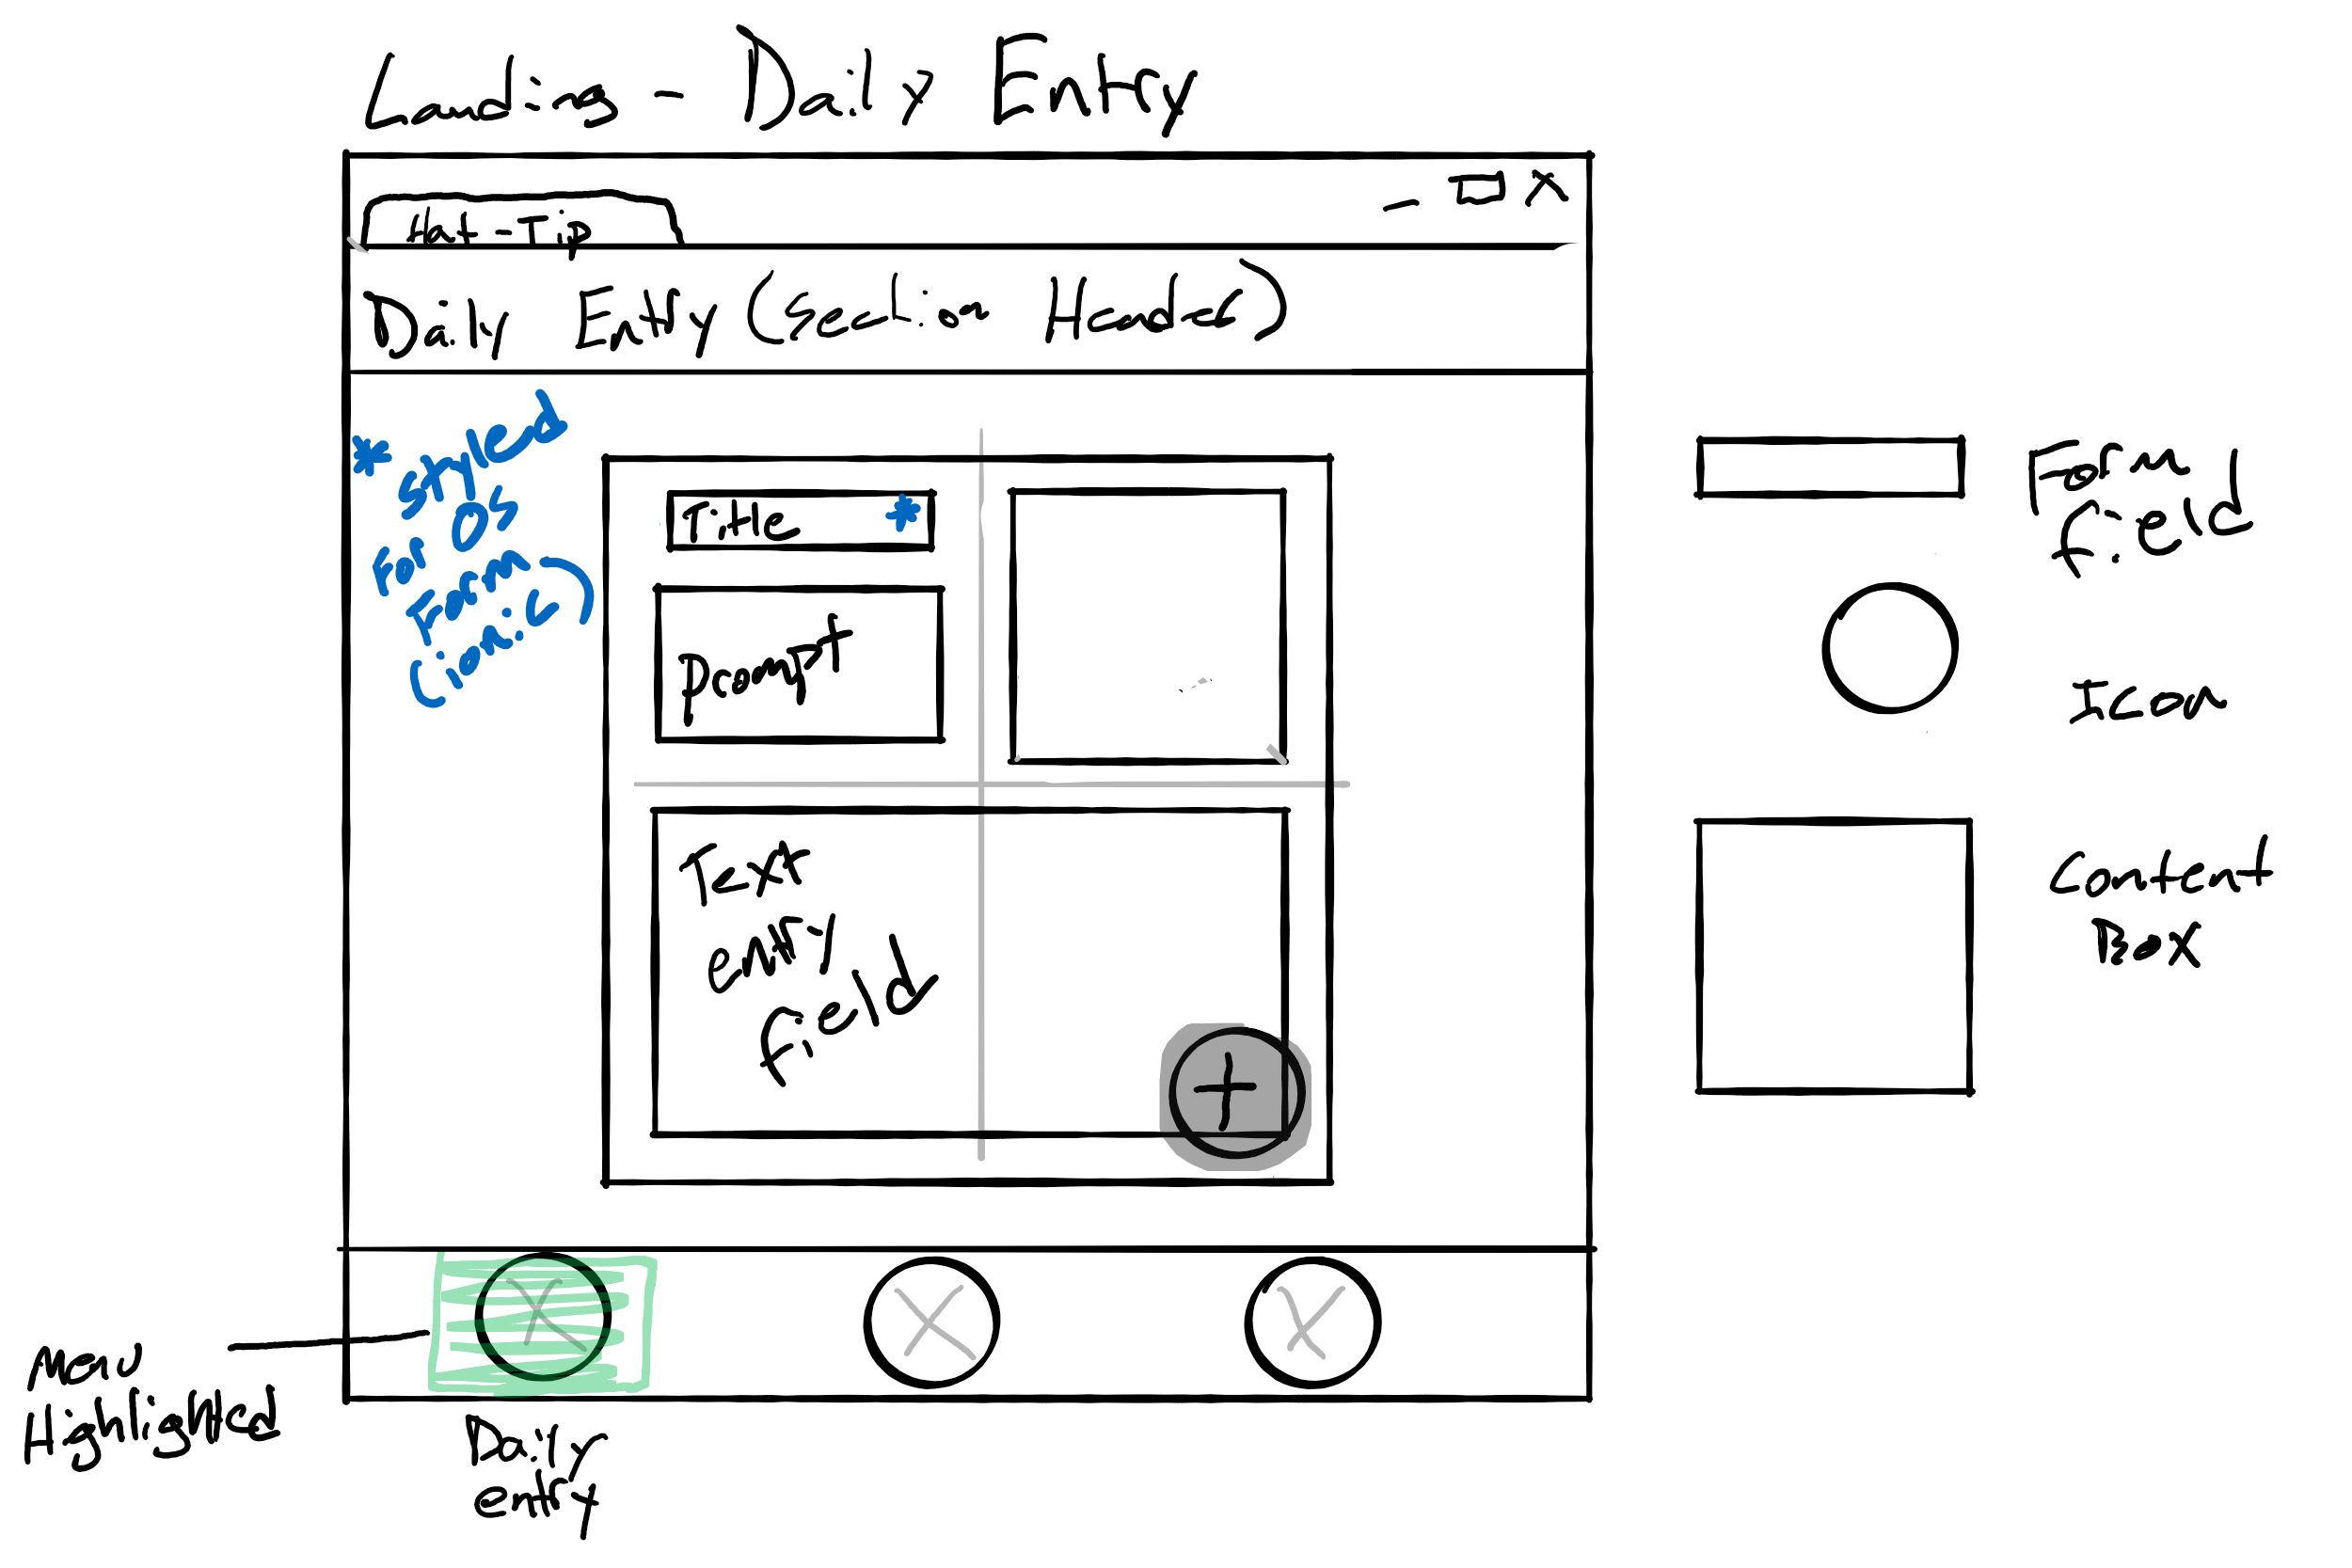 Landing - Daily Entry
Hat-Tip
- □ X
Daily Entry (Section Header)
* styled
for OS
from
(ionic)
Title *
Prompt
Text
entry
field
+
Form
field
Icon
Content
Box
Menu
Highlighted
Daily
entry